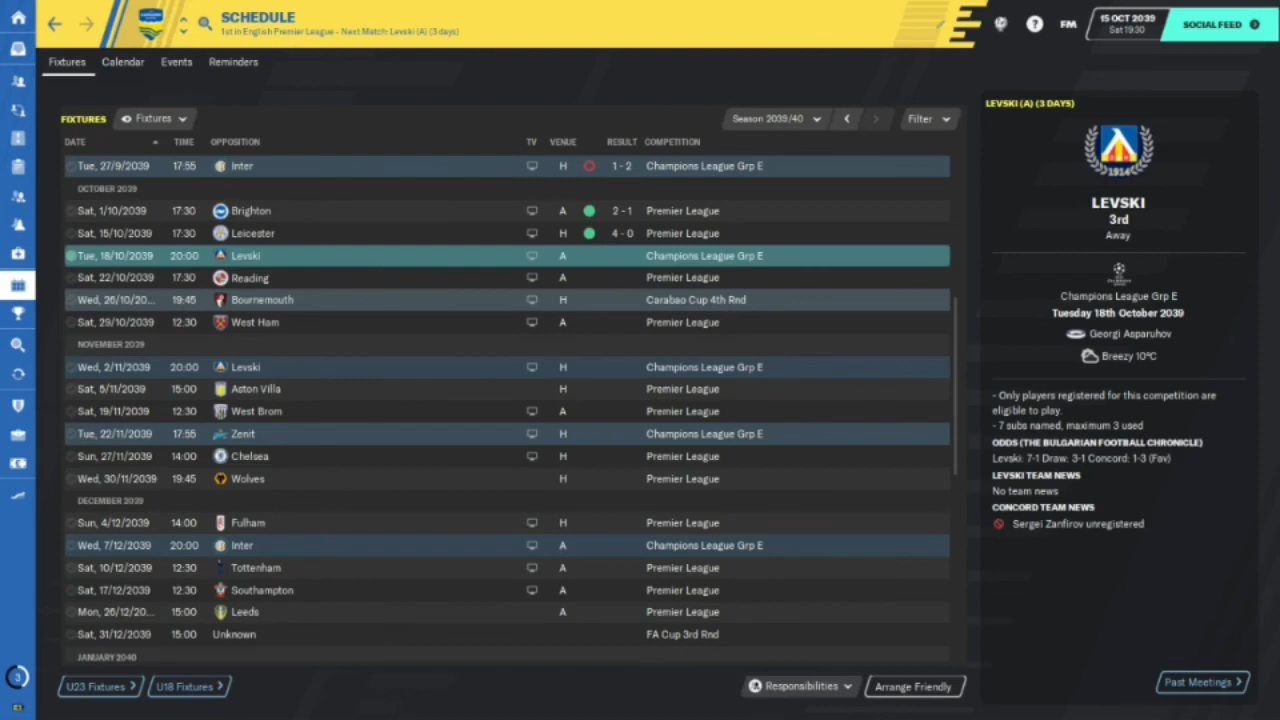 SCHEDULE
1st in English Premier League - Next Match: Levski (A) (3 days)
FM
15 OCT 2039
Sat 19:30
SOCIAL FEED
Fixtures Calendar Events Reminders
FIXTURES Fixtures Season 2039/40 Filter
DATE TIME OPPOSITION TV VENUE RESULT COMPETITION
Tue, 27/9/2039 17:55 Inter H 1 - 2 Champions League Grp E
OCTOBER 2039
Sat, 1/10/2039 17:30 Brighton A 2 - 1 Premier League
Sat, 15/10/2039 17:30 Leicester H 4 - 0 Premier League
Tue, 18/10/2039 20:00 Levski A Champions League Grp E
Sat, 22/10/2039 17:30 Reading A Premier League
Wed, 26/10/20... 19:45 Bournemouth H Carabao Cup 4th Rnd
Sat, 29/10/2039 12:30 West Ham A Premier League
NOVEMBER 2039
Wed, 2/11/2039 20:00 Levski H Champions League Grp E
Sat, 5/11/2039 15:00 Aston Villa H Premier League
Sat, 19/11/2039 12:30 West Brom A Premier League
Tue, 22/11/2039 17:55 Zenit H Champions League Grp E
Sun, 27/11/2039 14:00 Chelsea H Premier League
Wed, 30/11/2039 19:45 Wolves H Premier League
DECEMBER 2039
Sun, 4/12/2039 14:00 Fulham H Premier League
Wed, 7/12/2039 20:00 Inter A Champions League Grp E
Sat, 10/12/2039 12:30 Tottenham A Premier League
Sat, 17/12/2039 12:30 Southampton A Premier League
Mon, 26/12/20... 15:00 Leeds A Premier League
Sat, 31/12/2039 15:00 Unknown FA Cup 3rd Rnd
JANUARY 2040
U23 Fixtures U18 Fixtures Responsibilities Arrange Friendly
3
LEVSKI (A) (3 DAYS)
1914
LEVSKI
3rd
Away
Champions League Grp E
Tuesday 18th October 2039
Georgi Asparuhov
Breezy 10°C
- Only players registered for this competition are
eligible to play.
- 7 subs named, maximum 3 used
ODDS (THE BULGARIAN FOOTBALL CHRONICLE)
Levski: 7-1 Draw: 3-1 Concord: 1-3 (Fav)
LEVSKI TEAM NEWS
No team news
CONCORD TEAM NEWS
Sergei Zanfirov unregistered
Past Meetings